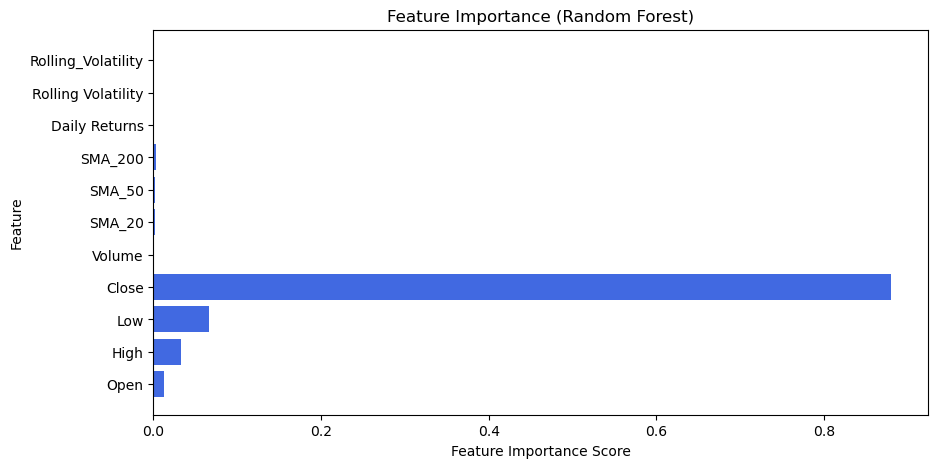 Feature Importance (Random Forest)
Feature
Rolling_Volatility
Rolling Volatility
Daily Returns
SMA_200
SMA_50
SMA_20
Volume
Close
Low
High
Open
0.0 0.2 0.4 0.6 0.8
Feature Importance Score